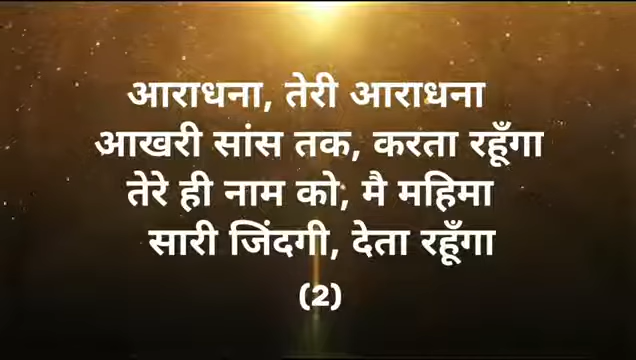 आराधना, तेरी आराधना
आखरी सांस तक, करता रहूँगा
तेरे ही नाम को, मै महिमा
सारी जिंदगी, देता रहूँगा
(2)